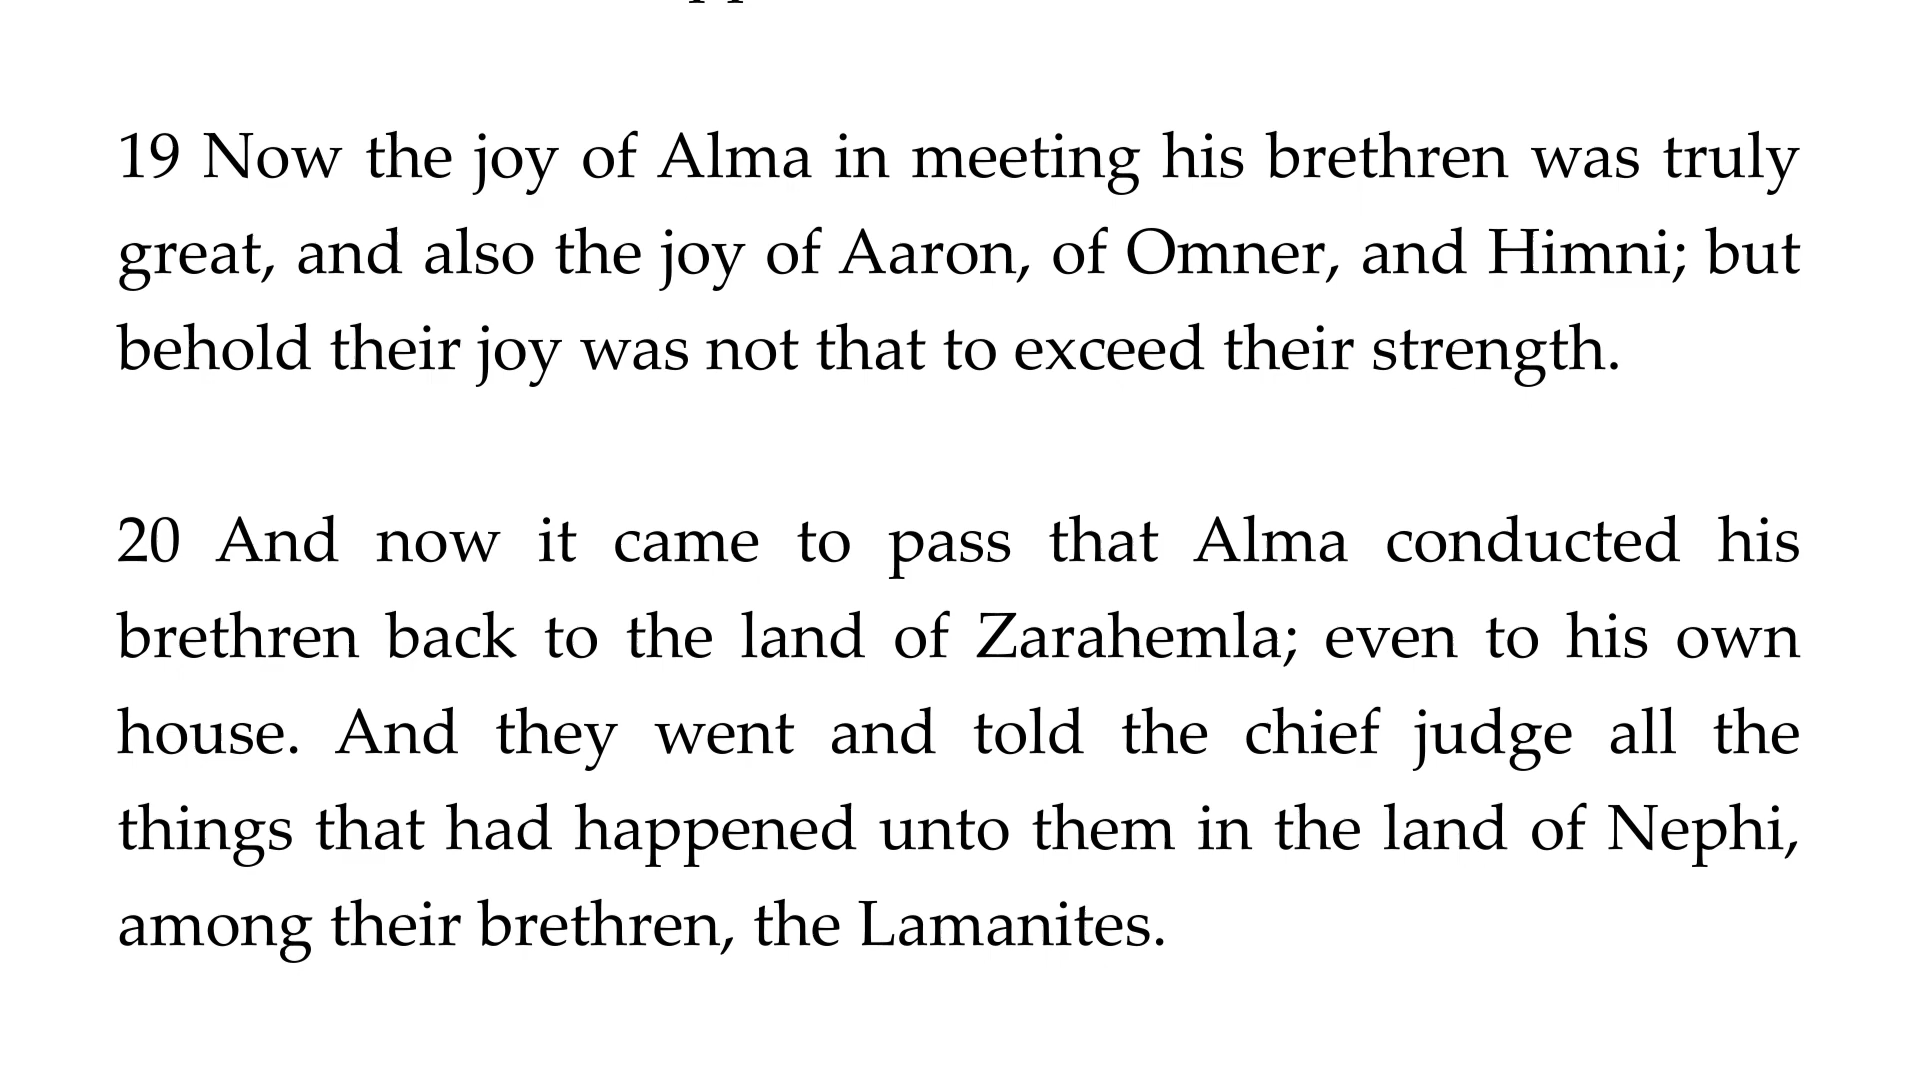 19 Now the joy of Alma in meeting his brethren was truly
great, and also the joy of Aaron, of Omner, and Himni; but
behold their joy was not that to exceed their strength.
20 And now it came to pass that Alma conducted his
brethren back to the land of Zarahemla; even to his own
house. And they went and told the chief judge all the
things that had happened unto them in the land of Nephi,
among their brethren, the Lamanites.